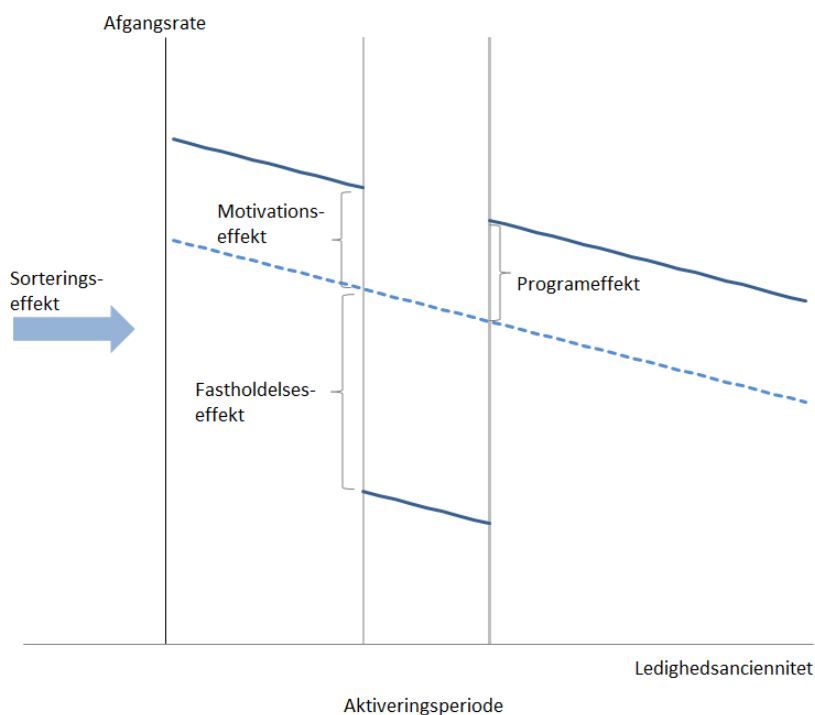 Afgangsrate
Motivations-
effekt
Sorterings-
effekt
Programeffekt
Fastholdelses-
effekt
Ledighedsanciennitet
Aktiveringsperiode